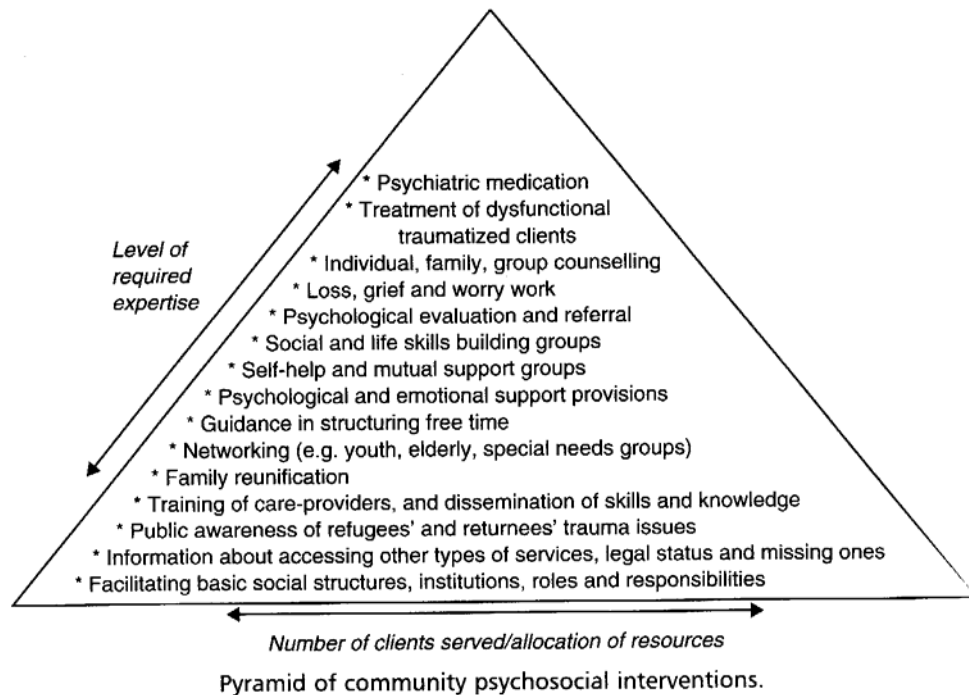 * Psychiatric medication
* Treatment of dysfunctional
traumatized clients
* Individual, family, group counselling
* Loss, grief and worry work
* Psychological evaluation and referral
* Social and life skills building groups
* Self-help and mutual support groups
* Psychological and emotional support provisions
* Guidance in structuring free time
* Networking (e.g. youth, elderly, special needs groups)
* Family reunification
* Training of care-providers, and dissemination of skills and knowledge
* Public awareness of refugees' and returnees' trauma issues
* Information about accessing other types of services, legal status and missing ones
* Facilitating basic social structures, institutions, roles and responsibilities
Level of
required
expertise
Number of clients served/allocation of resources
Pyramid of community psychosocial interventions.